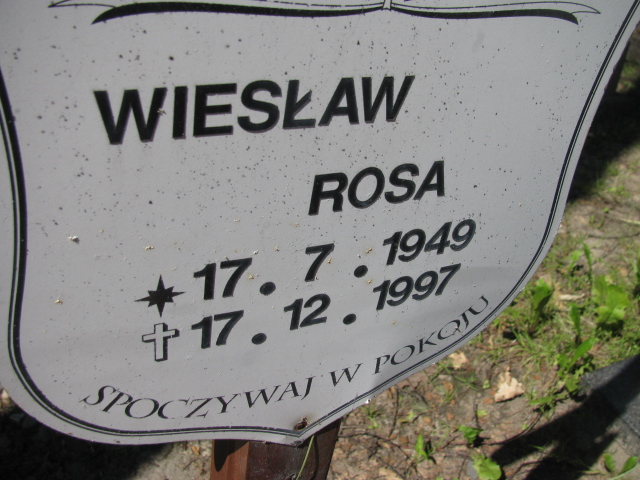 WIESŁAW
ROSA
17. 7. 1949
17. 12. 1997
SPOCZYWAJ W POKOJU